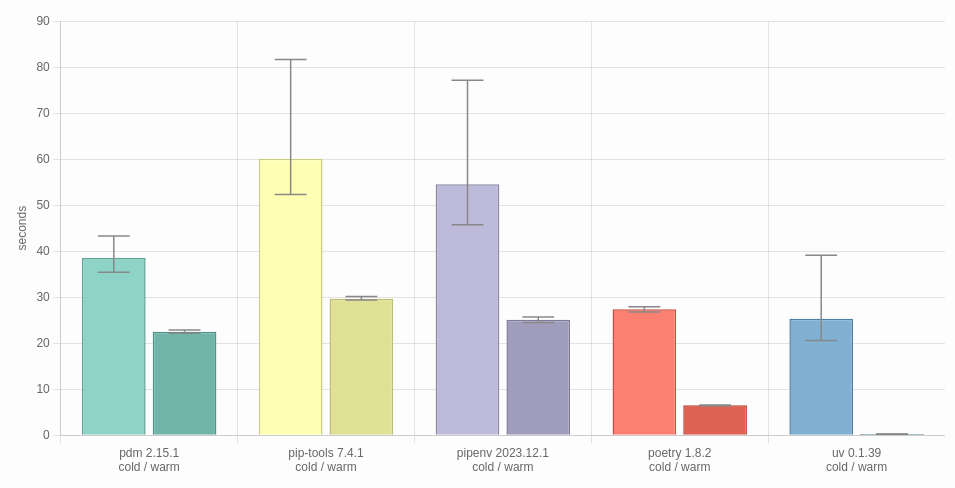 90
80
70
60
50
40
30
20
10
0
seconds
pdm 2.15.1
cold / warm
pip-tools 7.4.1
cold / warm
pipenv 2023.12.1
cold / warm
poetry 1.8.2
cold / warm
uv 0.1.39
cold / warm